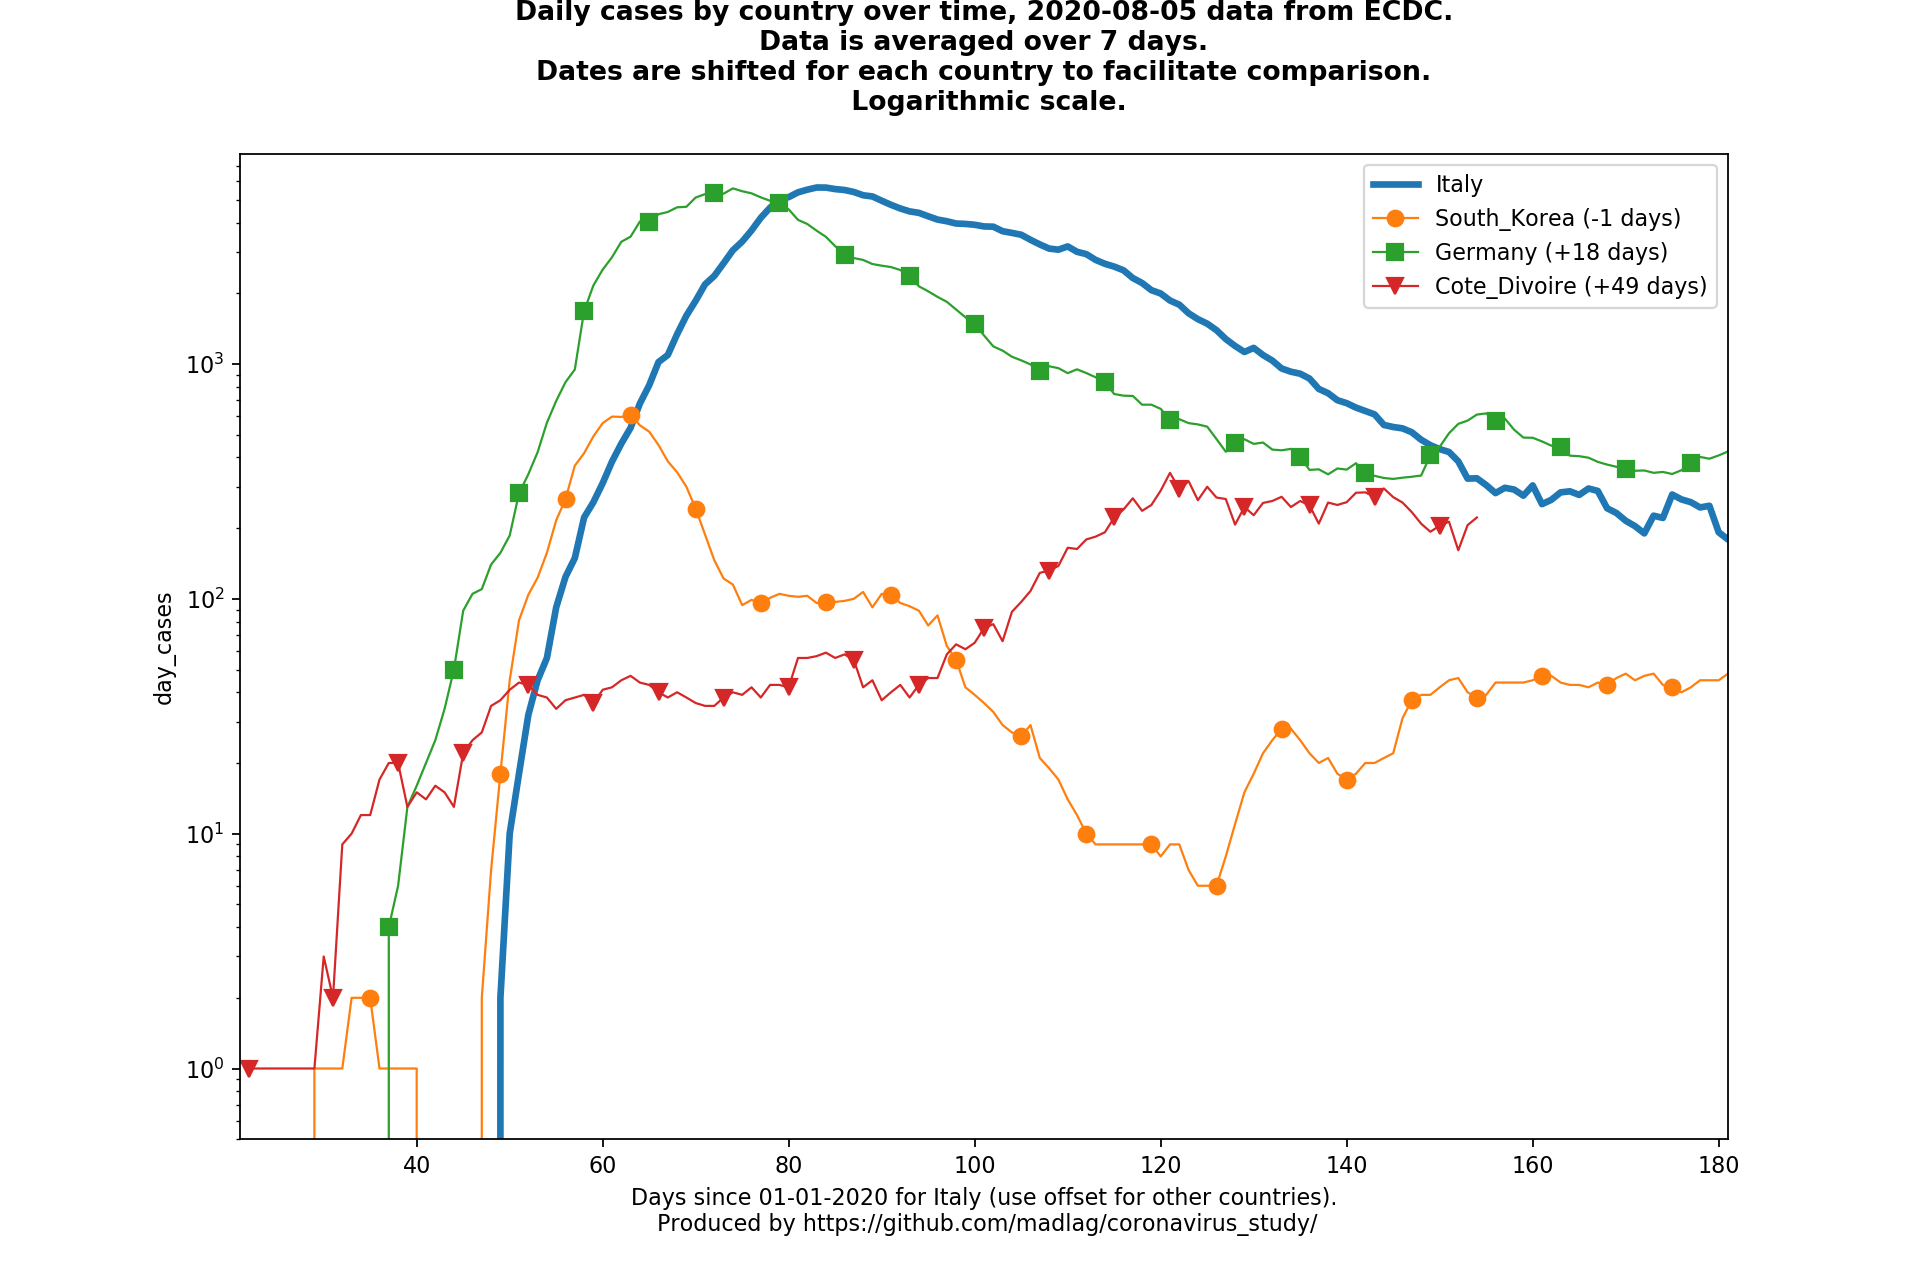 Daily cases by country over time, 2020-08-05 data from ECDC.
Data is averaged over 7 days.
Dates are shifted for each country to facilitate comparison.
Logarithmic scale.
Italy
South_Korea (-1 days)
Germany (+18 days)
Cote_Divoire (+49 days)
10³
10²
10¹
10⁰
day_cases
40 60 80 100 120 140 160 180
Days since 01-01-2020 for Italy (use offset for other countries).
Produced by https://github.com/madlag/coronavirus_study/